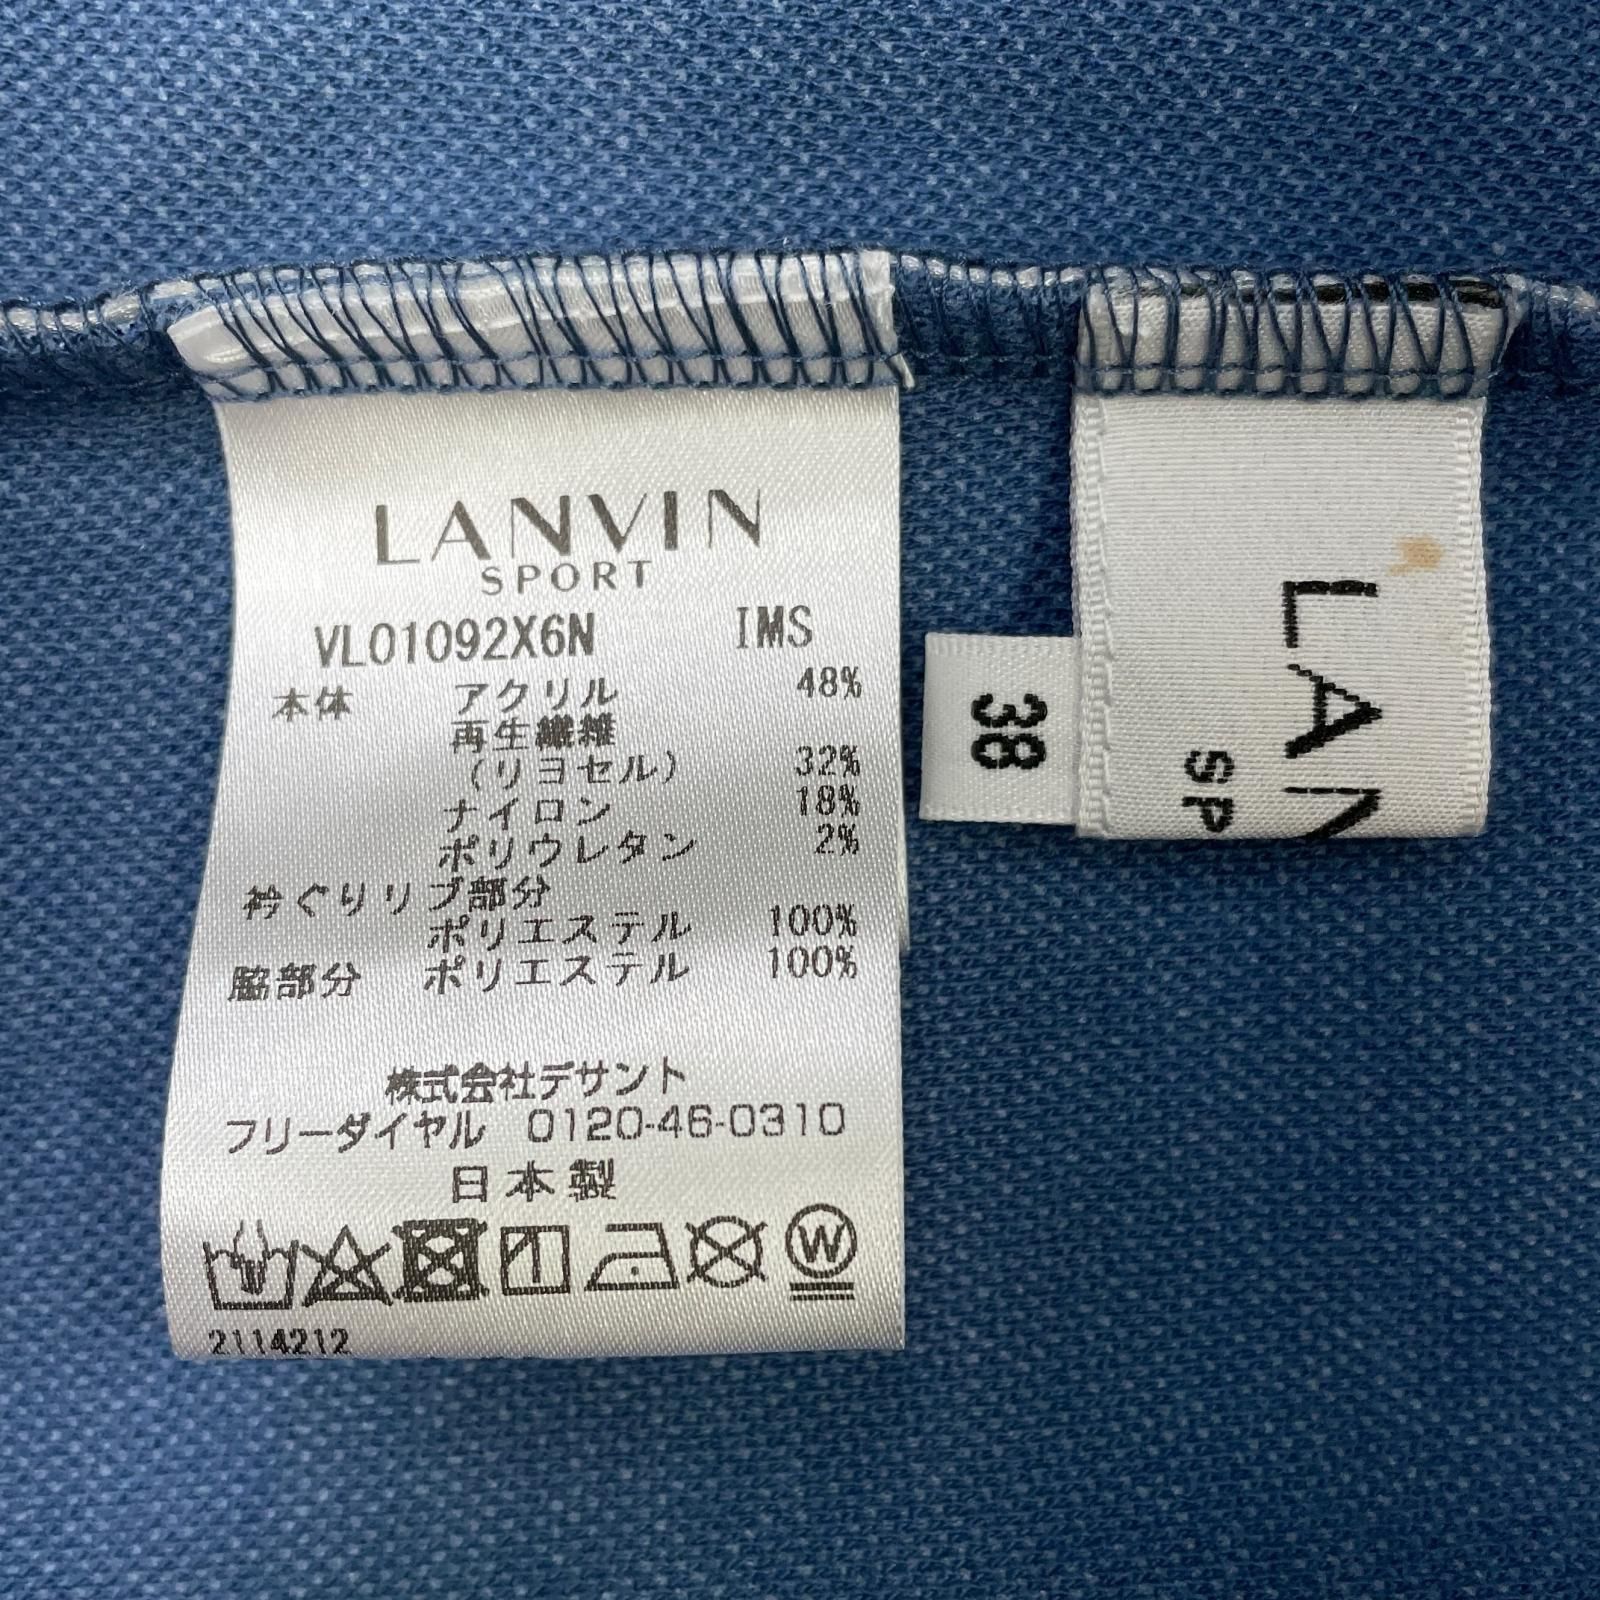 LANVIN
SPORT
VL01092X6N IMS
本体 アクリル 48%
再生繊維
(リヨセル) 32%
ナイロン 18%
ポリウレタン 2%
衿ぐりリブ部分
ポリエステル 100%
脇部分 ポリエステル 100%
株式会社デサント
フリーダイヤル 0120-46-0310
日本製
W
2114212
38
LAN
SP